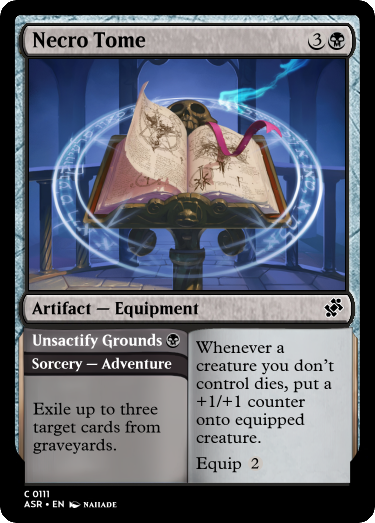 Necro Tome 3
Artifact — Equipment
Unsactify Grounds
Sorcery — Adventure
Exile up to three
target cards from
graveyards.
Whenever a
creature you don't
control dies, put a
+1/+1 counter
onto equipped
creature.
Equip 2
C 0111
ASR • EN NAHADE